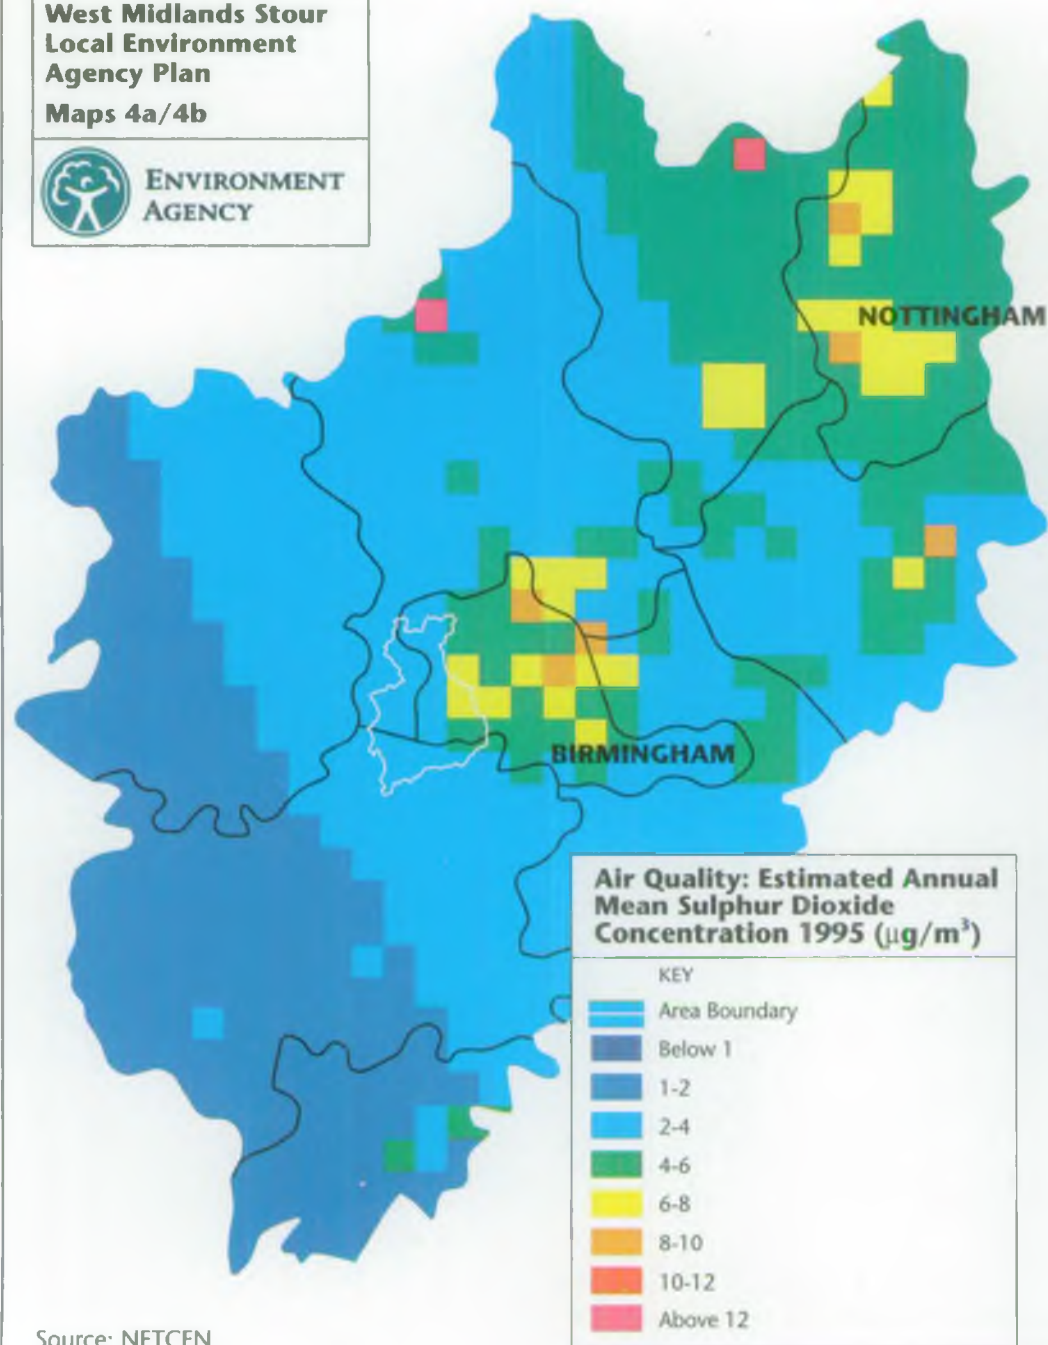 West Midlands Stour
Local Environment
Agency Plan
Maps 4a/4b
ENVIRONMENT
AGENCY
NOTTINGHAM
BIRMINGHAM
Air Quality: Estimated Annual
Mean Sulphur Dioxide
Concentration 1995 (µg/m³)
KEY
Area Boundary
Below 1
1-2
2-4
4-6
6-8
8-10
10-12
Above 12
Source: NETCEN